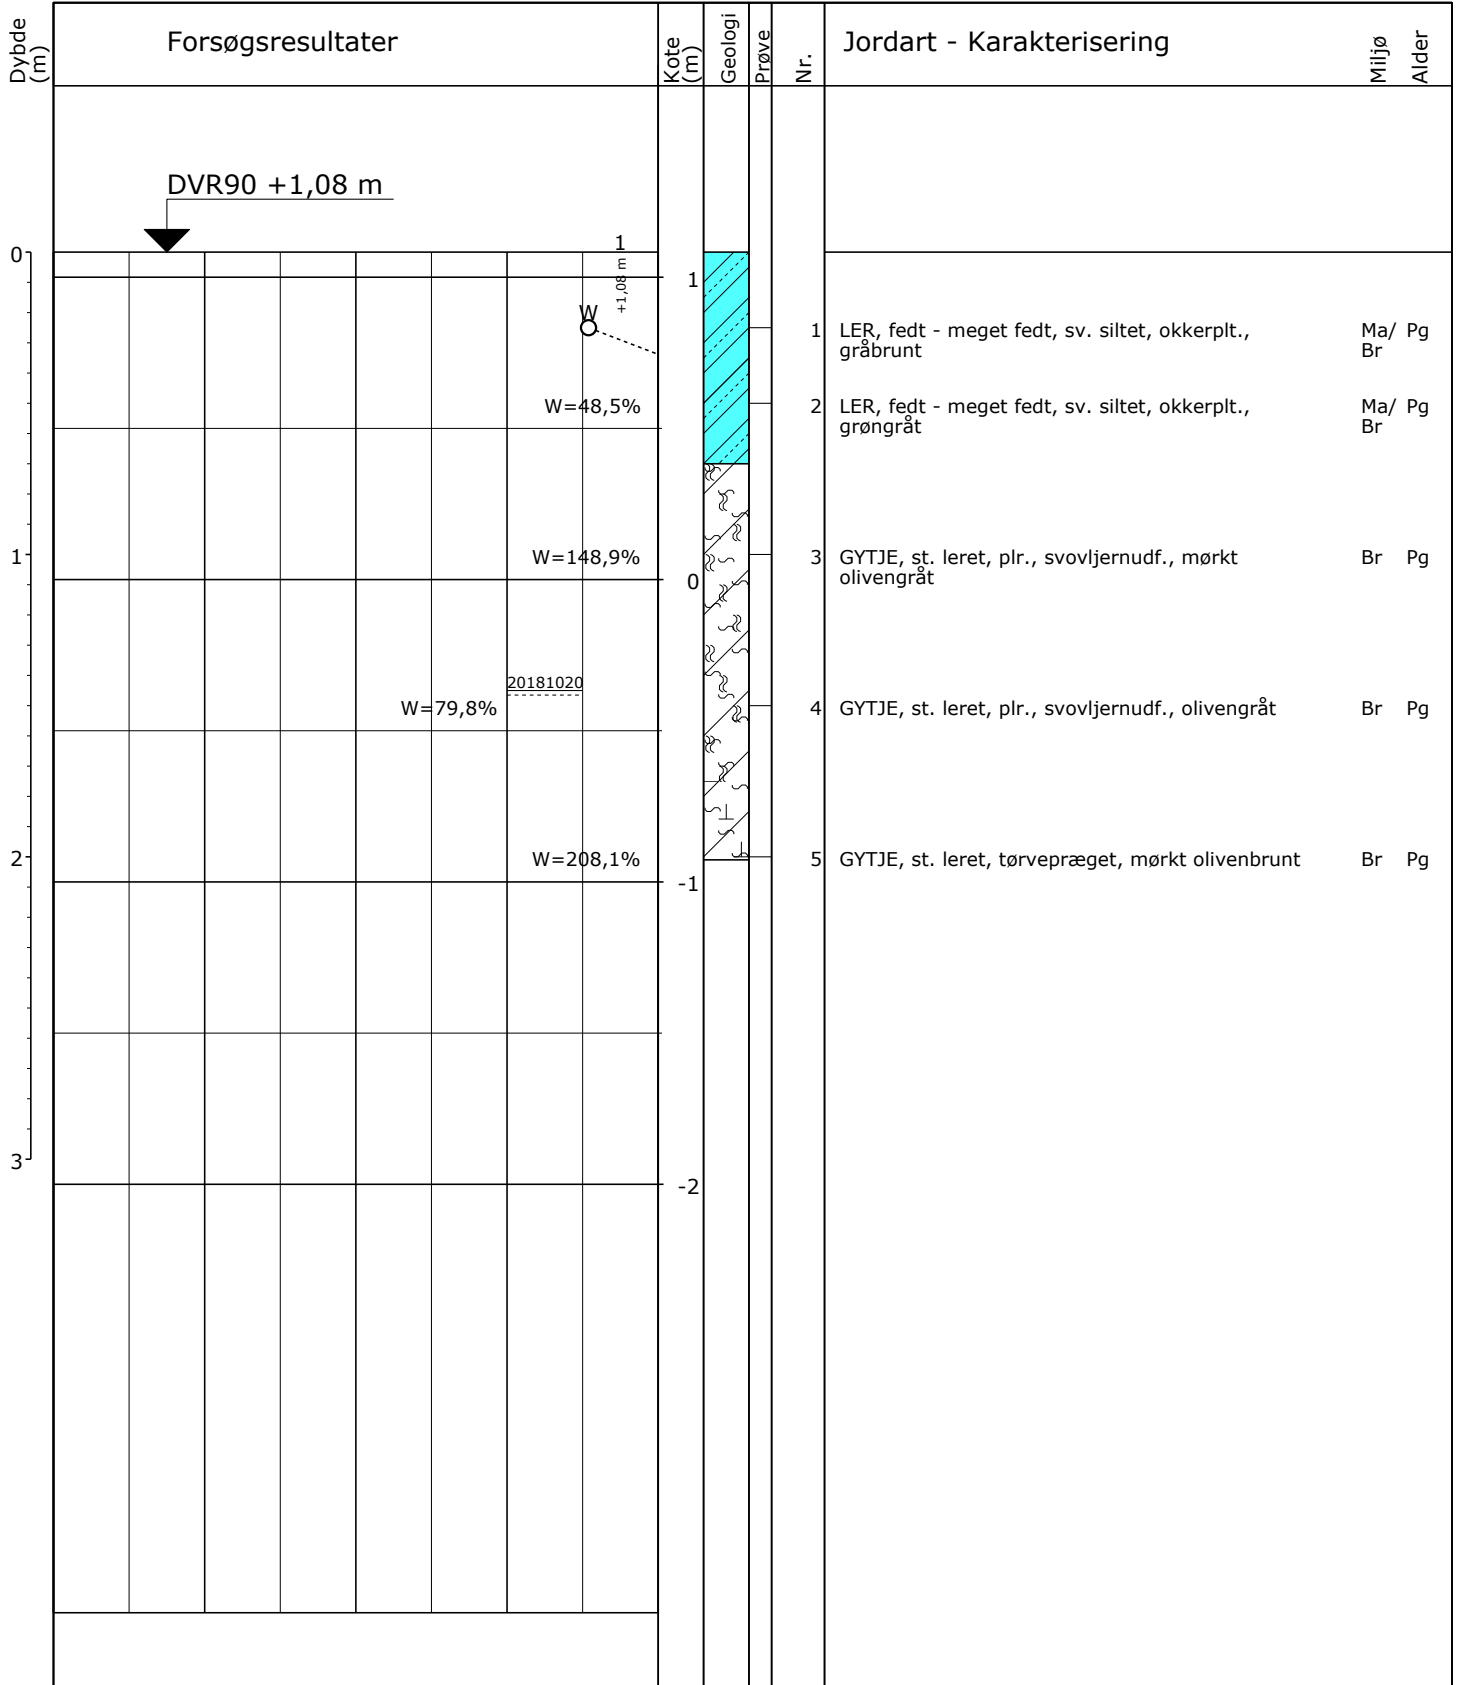 Dybde
(m)
Forsøgsresultater
Kote
(m)
Geologi
Prøve
Nr.
Jordart - Karakterisering
Miljø
Alder
DVR90 +1,08 m
0
1
+1,08 m
1
W
1 LER, fedt - meget fedt, sv. siltet, okkerplt., Ma/ Pg
gråbrunt Br
W=48,5% 2 LER, fedt - meget fedt, sv. siltet, okkerplt., Ma/ Pg
grøngråt Br
1 W=148,9% 3 GYTJE, st. leret, plr., svovljernudf., mørkt Br Pg
olivengråt
0
20181020
W=79,8% 4 GYTJE, st. leret, plr., svovljernudf., olivengråt Br Pg
2 W=208,1% 5 GYTJE, st. leret, tørvepræget, mørkt olivenbrunt Br Pg
-1
3
-2